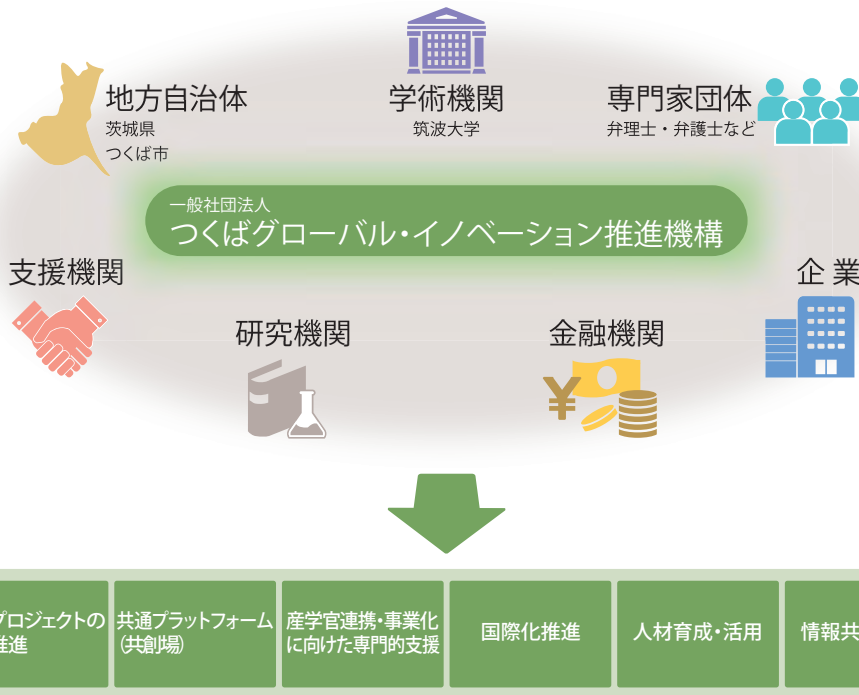 地方自治体
茨城県
つくば市
学術機関
筑波大学
専門家団体
弁理士・弁護士など
一般社団法人
つくばグローバル・イノベーション推進機構
支援機関
企業
研究機関
金融機関
¥
プロジェクトの
推進
共通プラットフォーム
(共創場)
産学官連携・事業化
に向けた専門的支援
国際化推進
人材育成・活用
情報共